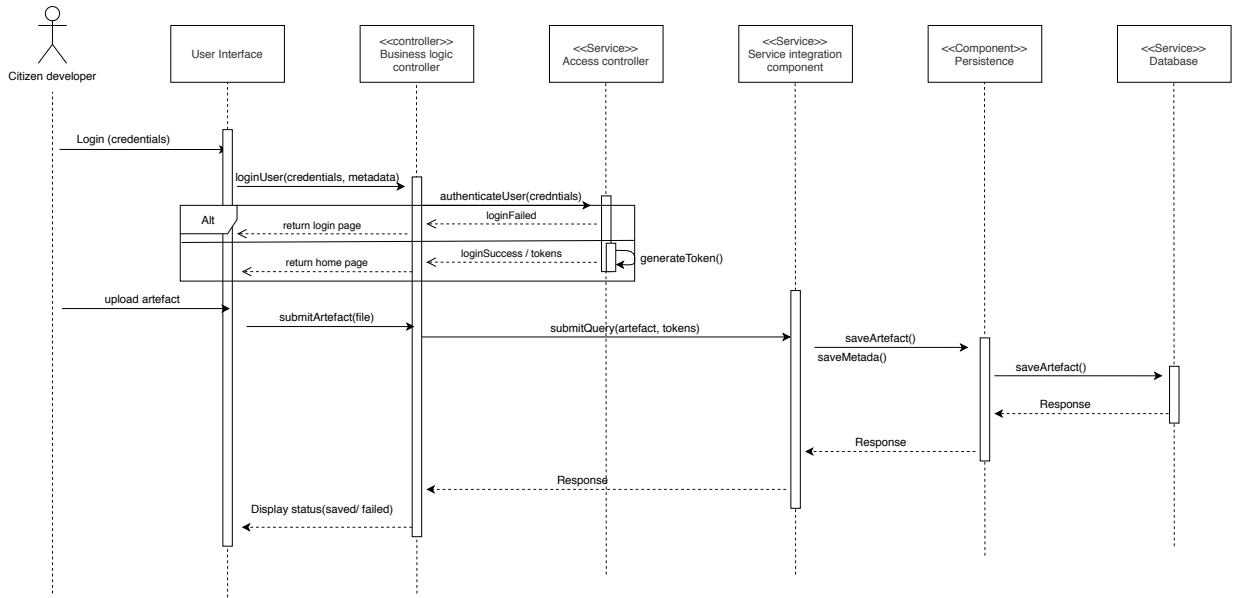 Citizen developer
User Interface
<<controller>>
Business logic
controller
<<Service>>
Access controller
<<Service>>
Service integration
component
<<Component>>
Persistence
<<Service>>
Database
Login (credentials)
loginUser(credentials, metadata)
authenticateUser(credntials)
Alt
loginFailed
return login page
loginSuccess / tokens
generateToken()
return home page
upload artefact
submitArtefact(file)
submitQuery(artefact, tokens)
saveArtefact()
saveMetada()
saveArtefact()
Response
Response
Response
Display status(saved/ failed)